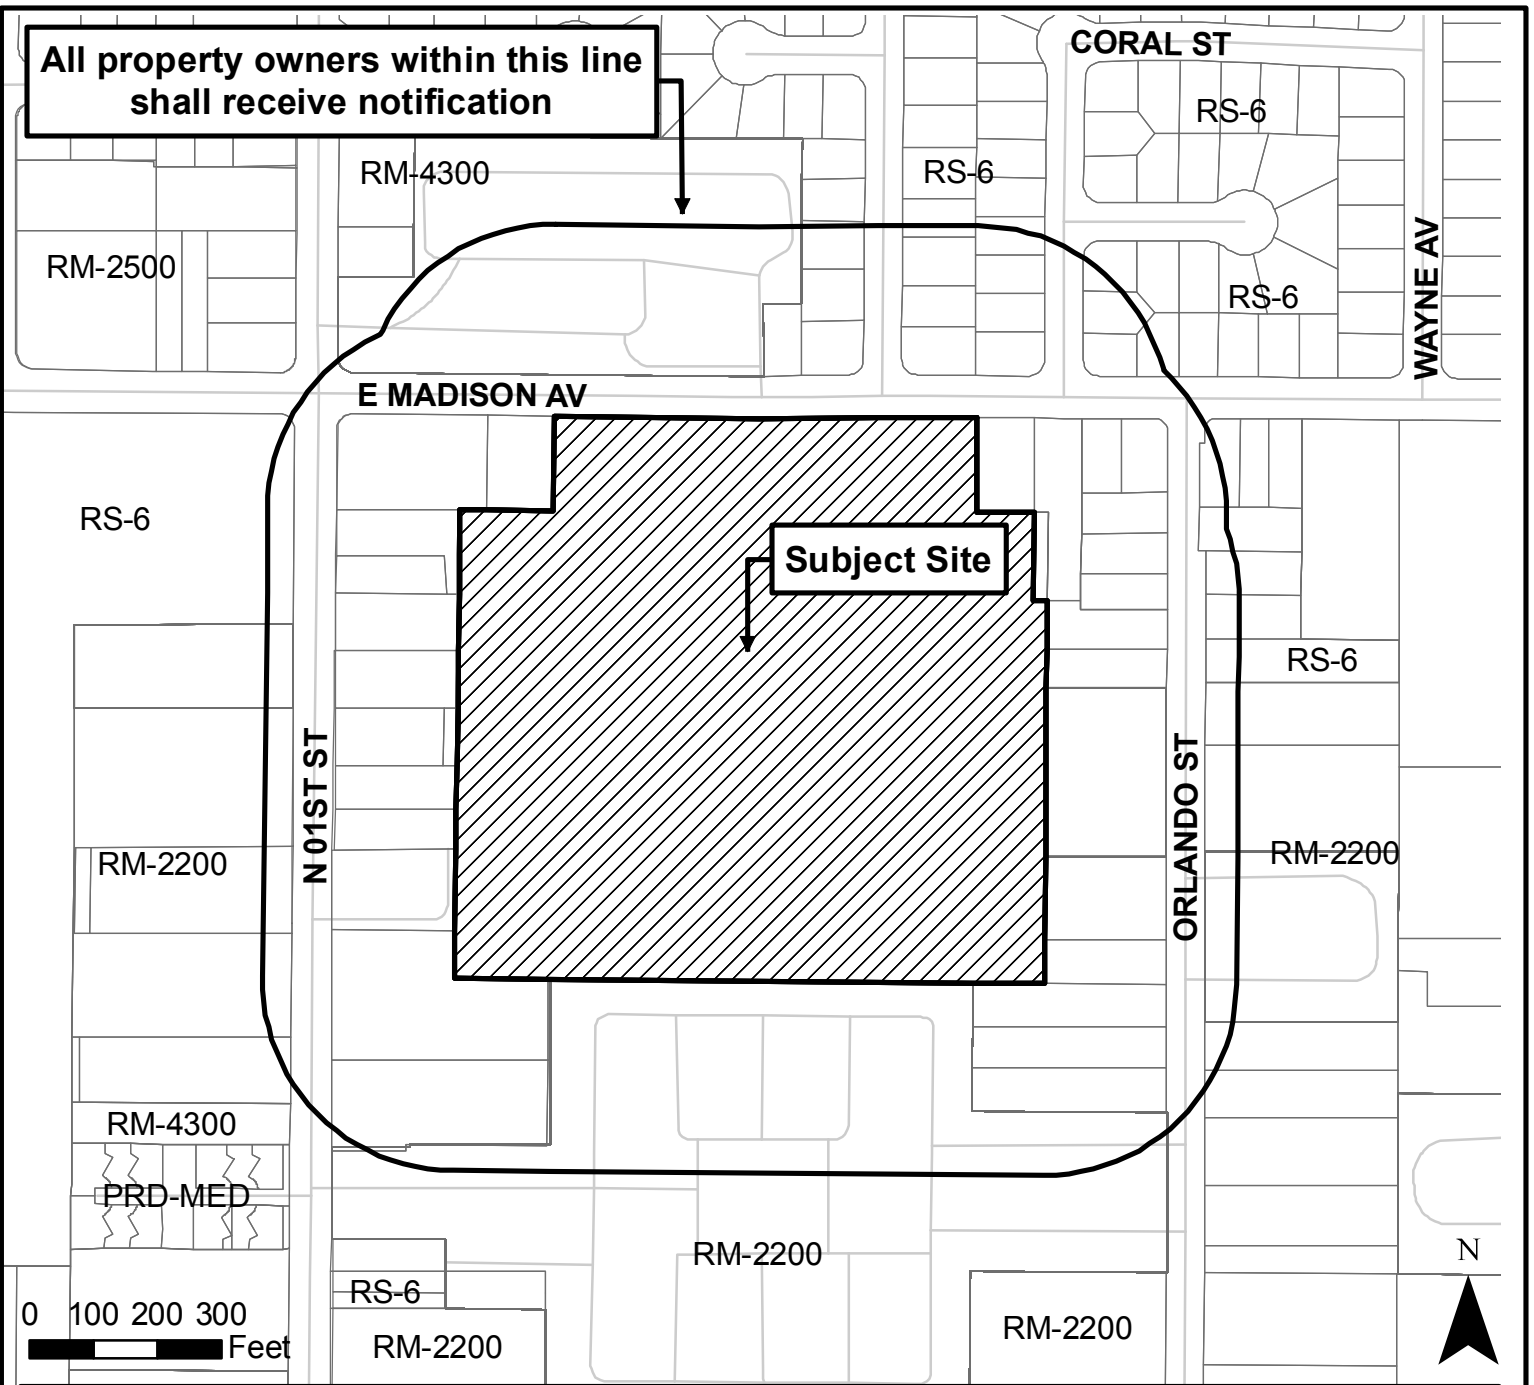 CORAL ST
All property owners within this line
shall receive notification
RS-6
RM-4300
RS-6
RM-2500
WAYNE AV
RS-6
E MADISON AV
RS-6
Subject Site
RS-6
N 01ST ST
ORLANDO ST
RM-2200
RM-2200
RM-4300
PRD-MED
RM-2200
N
RS-6
0 100 200 300
Feet
RM-2200
RM-2200